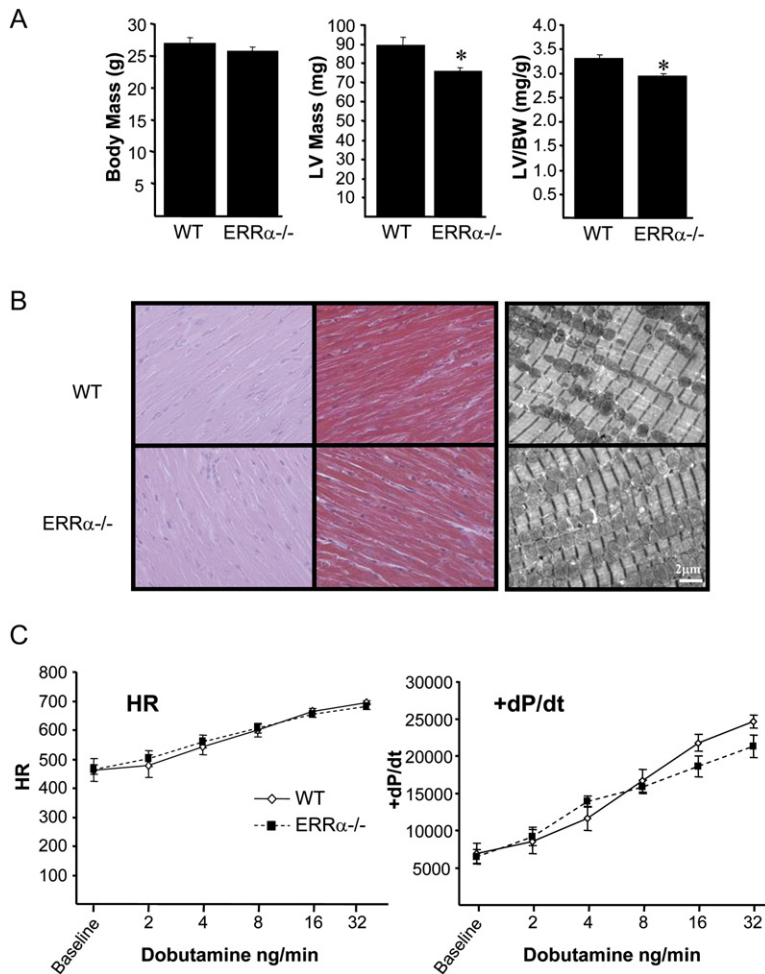 A
Body Mass (g)
30
25
20
15
10
5
WT ERRα-/-
LV Mass (mg)
100
90
80
70
60
50
40
30
20
10
*
WT ERRα-/-
LV/BW (mg/g)
4.0
3.5
3.0
2.5
2.0
1.5
1.0
0.5
*
WT ERRα-/-
B
WT
ERRα-/-
2μm
C
HR
HR
800
700
600
500
400
300
200
100
WT
ERRα-/-
Baseline 2 4 8 16 32
Dobutamine ng/min
+dP/dt
+dP/dt
30000
25000
20000
15000
10000
5000
Baseline 2 4 8 16 32
Dobutamine ng/min